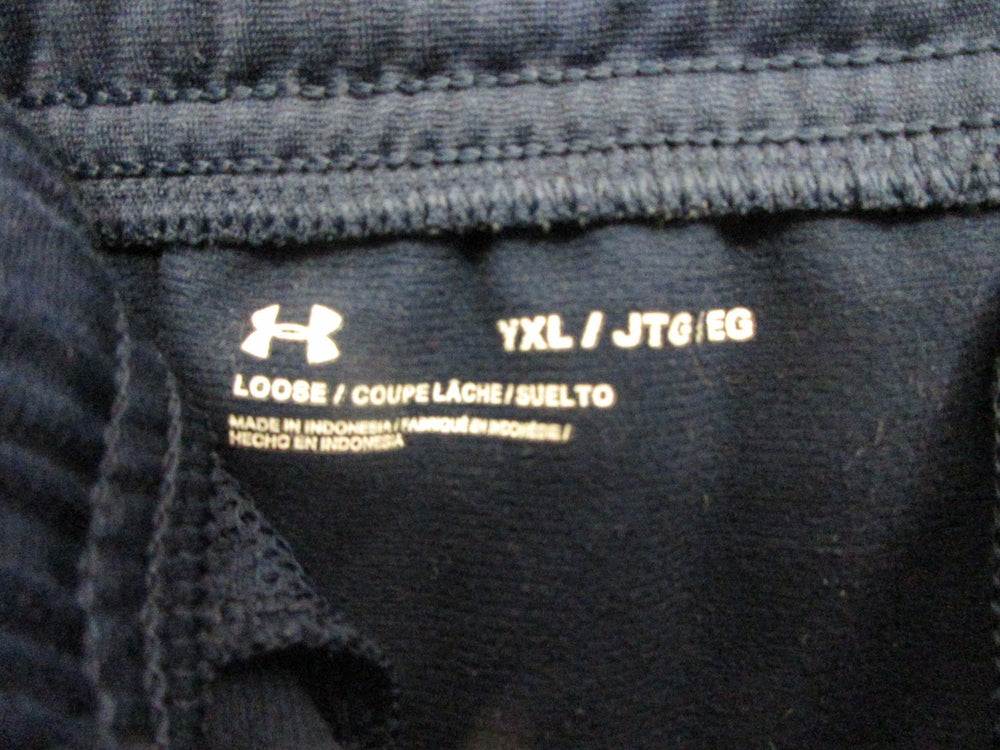 YXL / JTG/EG
LOOSE / COUPE LÂCHE / SUELTO
MADE IN INDONESIA / FABRIQUÉ EN INDONÉSIE /
HECHO EN INDONESIA